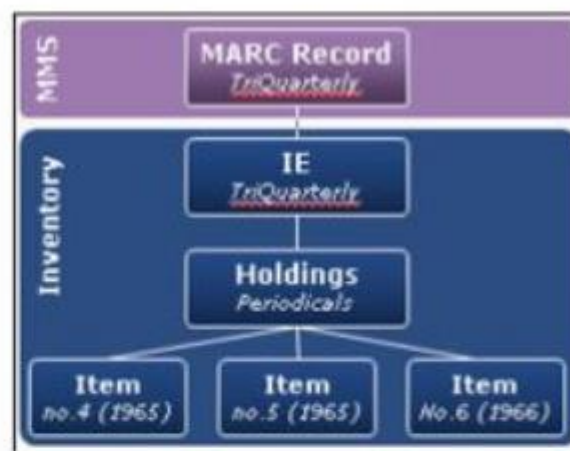 MMS
MARC Record
TriQuarterly
Inventory
IE
TriQuarterly
Holdings
Periodicals
Item
no.4 (1965)
Item
no.5 (1965)
Item
No.6 (1966)